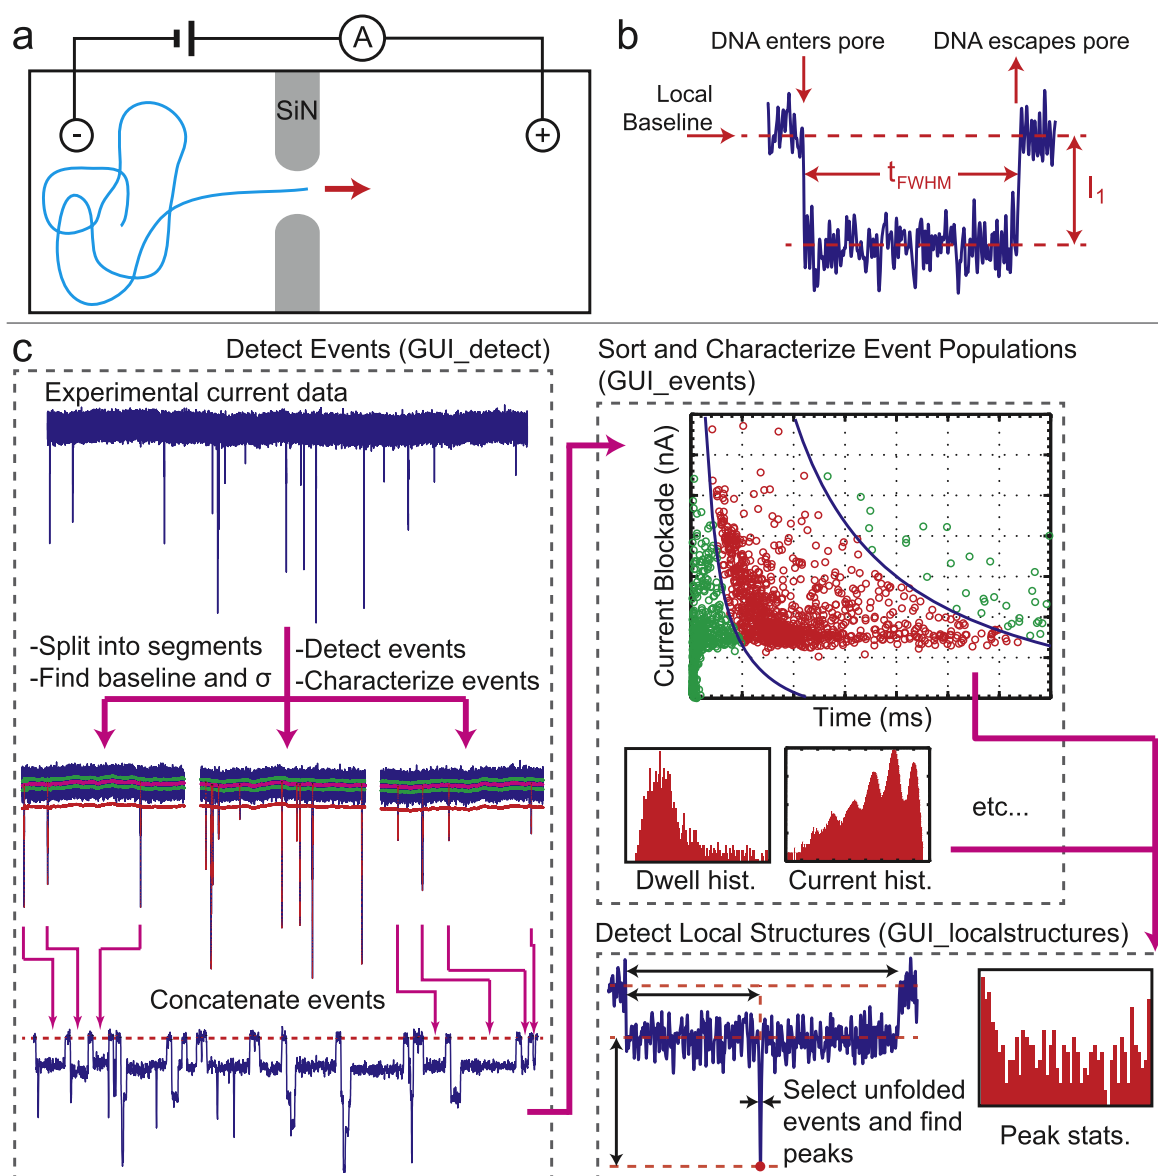 a
A
SiN
-
+
b
DNA enters pore
DNA escapes pore
Local
Baseline
tFWHM
I1
c
Detect Events (GUI_detect)
Experimental current data
-Split into segments
-Find baseline and σ
-Detect events
-Characterize events
Concatenate events
Sort and Characterize Event Populations
(GUI_events)
Current Blockade (nA)
Time (ms)
Dwell hist.
Current hist.
etc...
Detect Local Structures (GUI_localstructures)
Select unfolded
events and find
peaks
Peak stats.